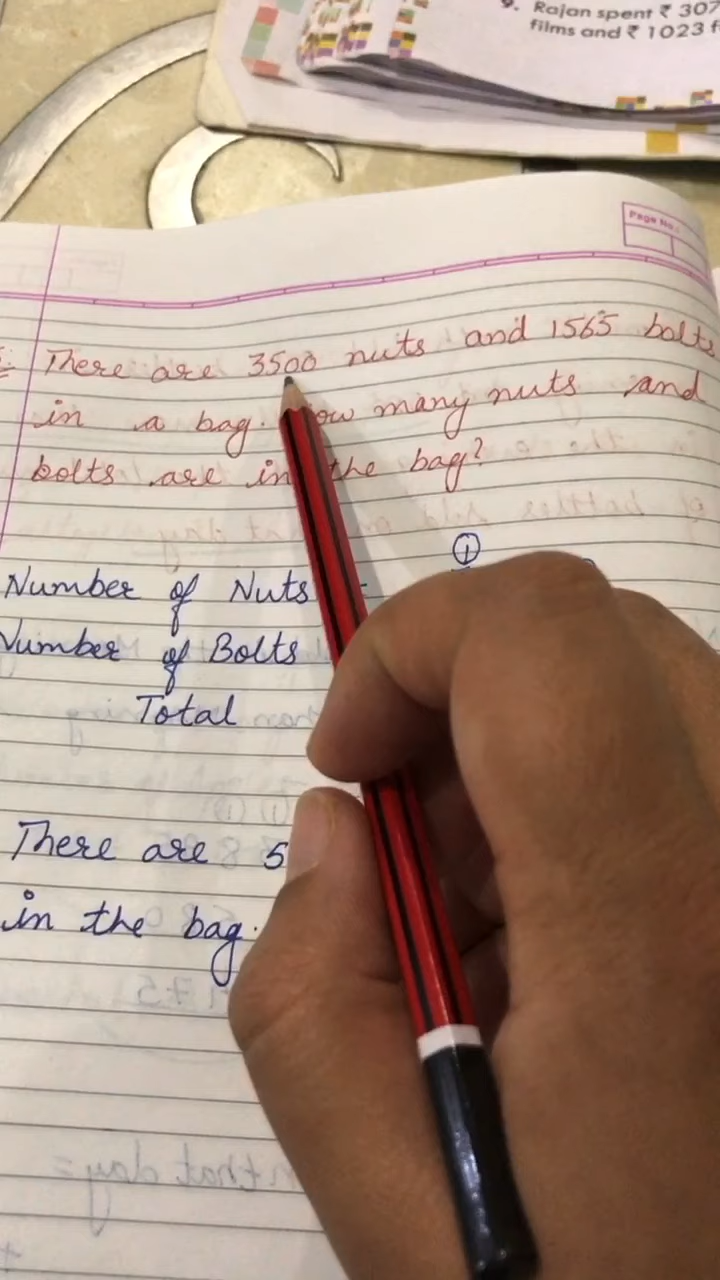 9. Rajan spent ₹ 307
films and ₹ 1023 f
Page No.:
There are 3500 nuts and 1565 bolts
in a bag. How many nuts and
bolts are in the bag?
①
Number of Nuts =
Number of Bolts
Total
There are 5
in the bag.